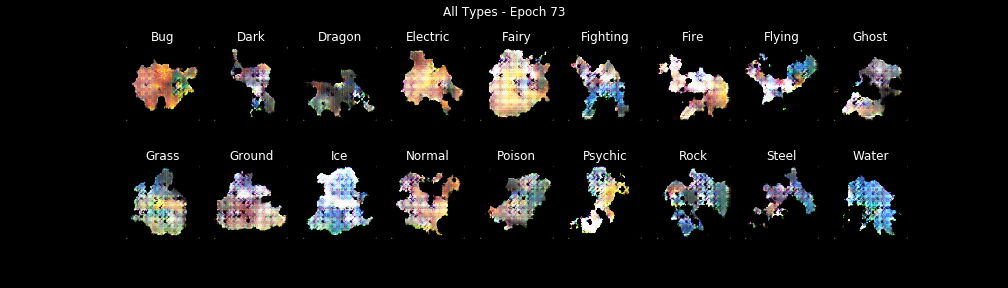 All Types - Epoch 73
Bug Dark Dragon Electric Fairy Fighting Fire Flying Ghost
Grass Ground Ice Normal Poison Psychic Rock Steel Water